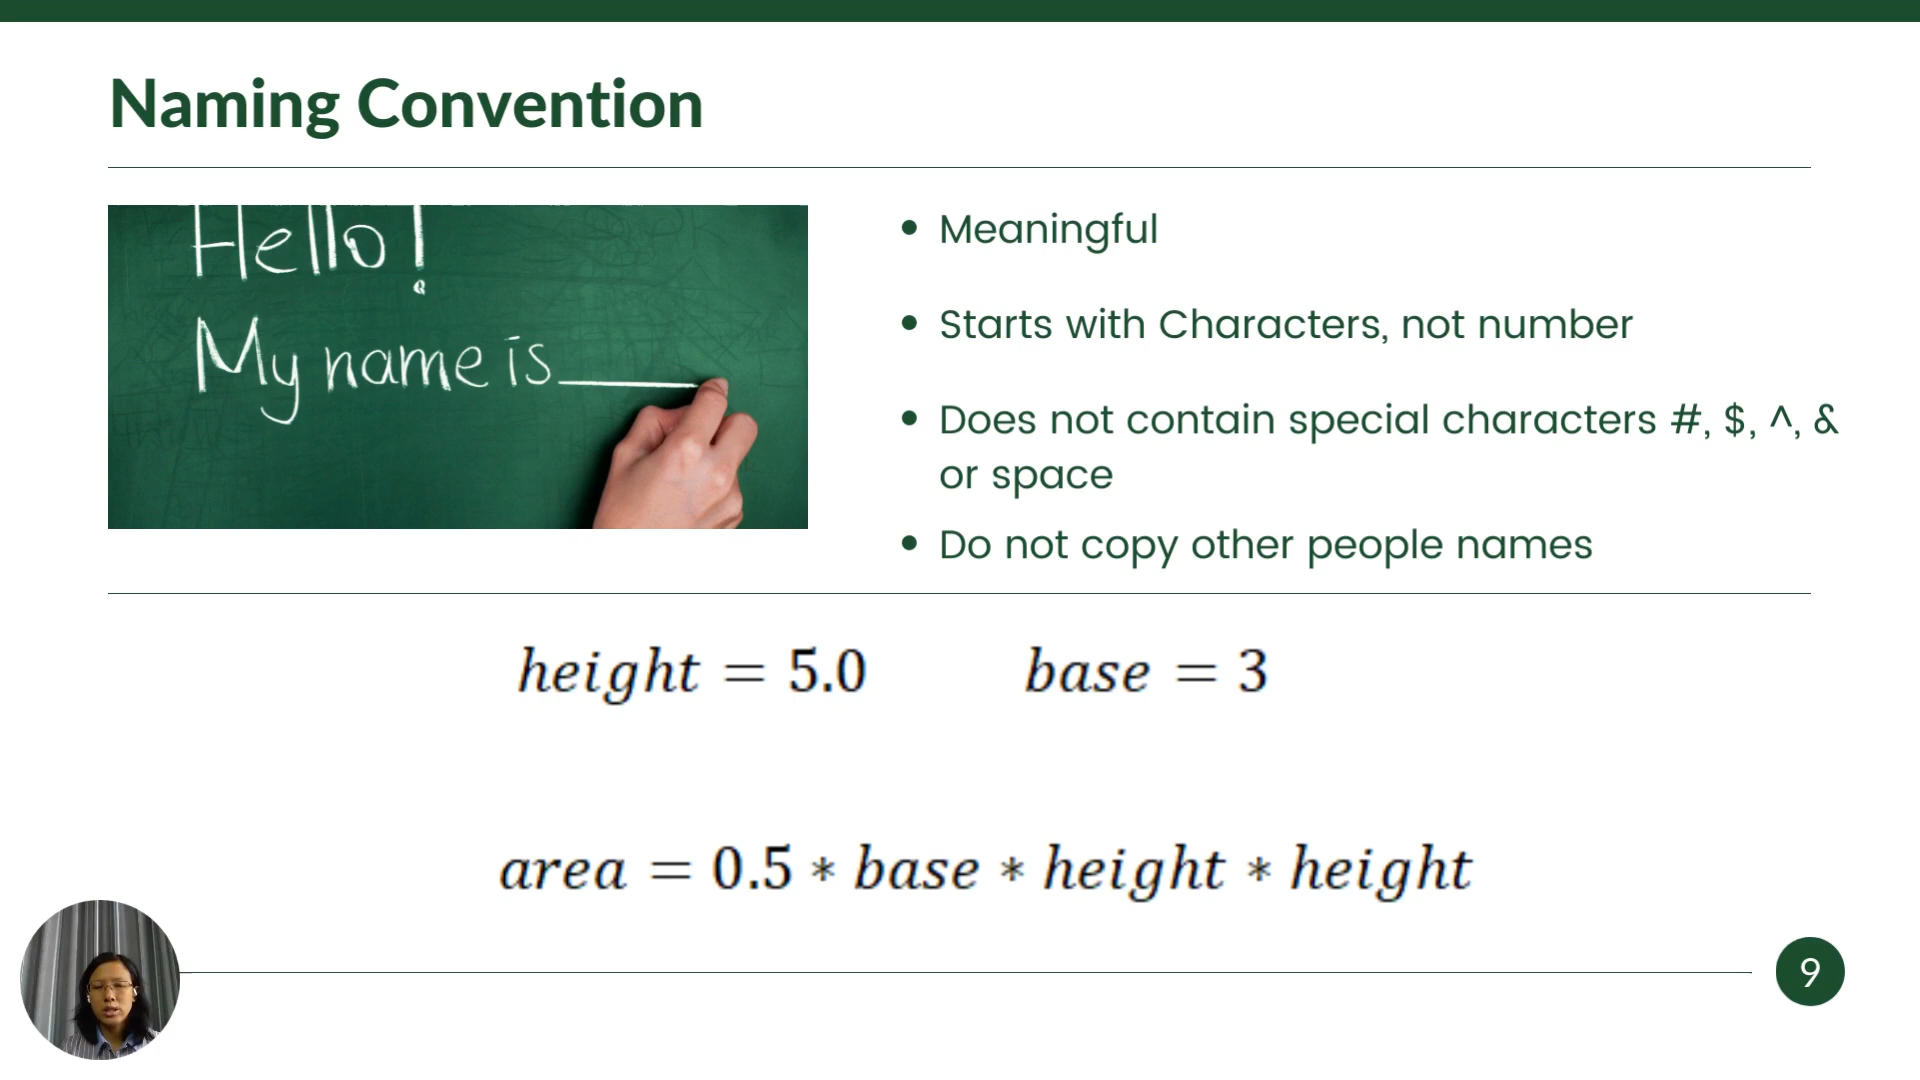 Naming Convention
Hello!
My name is
• Meaningful
• Starts with Characters, not number
• Does not contain special characters #, $, ^, &
or space
• Do not copy other people names
height = 5.0
base = 3
area = 0.5 * base * height * height
9